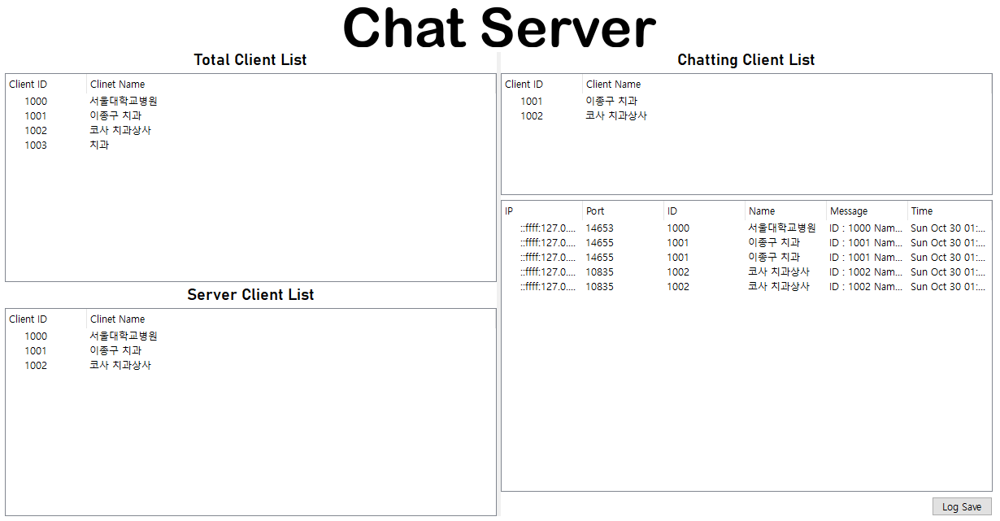 Chat Server
Total Client List
Client ID Clinet Name
1000 서울대학교병원
1001 이종구 치과
1002 코사 치과상사
1003 치과
Server Client List
Client ID Clinet Name
1000 서울대학교병원
1001 이종구 치과
1002 코사 치과상사
Chatting Client List
Client ID Client Name
1001 이종구 치과
1002 코사 치과상사
IP Port ID Name Message Time
::ffff:127.0.... 14653 1000 서울대학교병원 ID : 1000 Nam... Sun Oct 30 01:...
::ffff:127.0.... 14655 1001 이종구 치과 ID : 1001 Nam... Sun Oct 30 01:...
::ffff:127.0.... 14655 1001 이종구 치과 ID : 1001 Nam... Sun Oct 30 01:...
::ffff:127.0.... 10835 1002 코사 치과상사 ID : 1002 Nam... Sun Oct 30 01:...
::ffff:127.0.... 10835 1002 코사 치과상사 ID : 1002 Nam... Sun Oct 30 01:...
Log Save